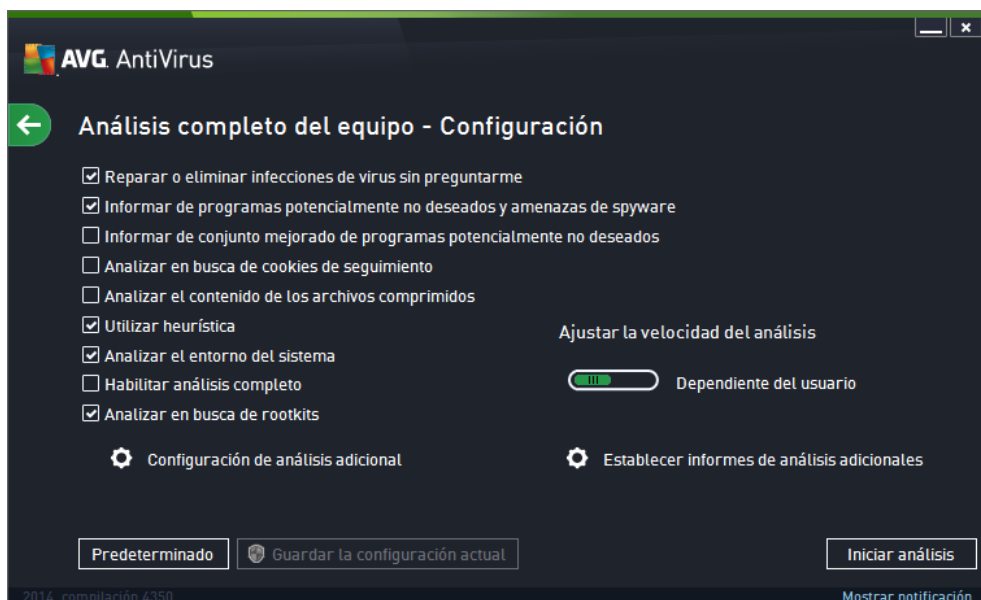 AVG. AntiVirus
Análisis completo del equipo - Configuración
Reparar o eliminar infecciones de virus sin preguntarme
Informar de programas potencialmente no deseados y amenazas de spyware
Informar de conjunto mejorado de programas potencialmente no deseados
Analizar en busca de cookies de seguimiento
Analizar el contenido de los archivos comprimidos
Utilizar heurística
Analizar el entorno del sistema
Habilitar análisis completo
Analizar en busca de rootkits
Ajustar la velocidad del análisis
Dependiente del usuario
Configuración de análisis adicional
Establecer informes de análisis adicionales
Predeterminado
Guardar la configuración actual
Iniciar análisis
2014 compilación 4350
Mostrar notificación